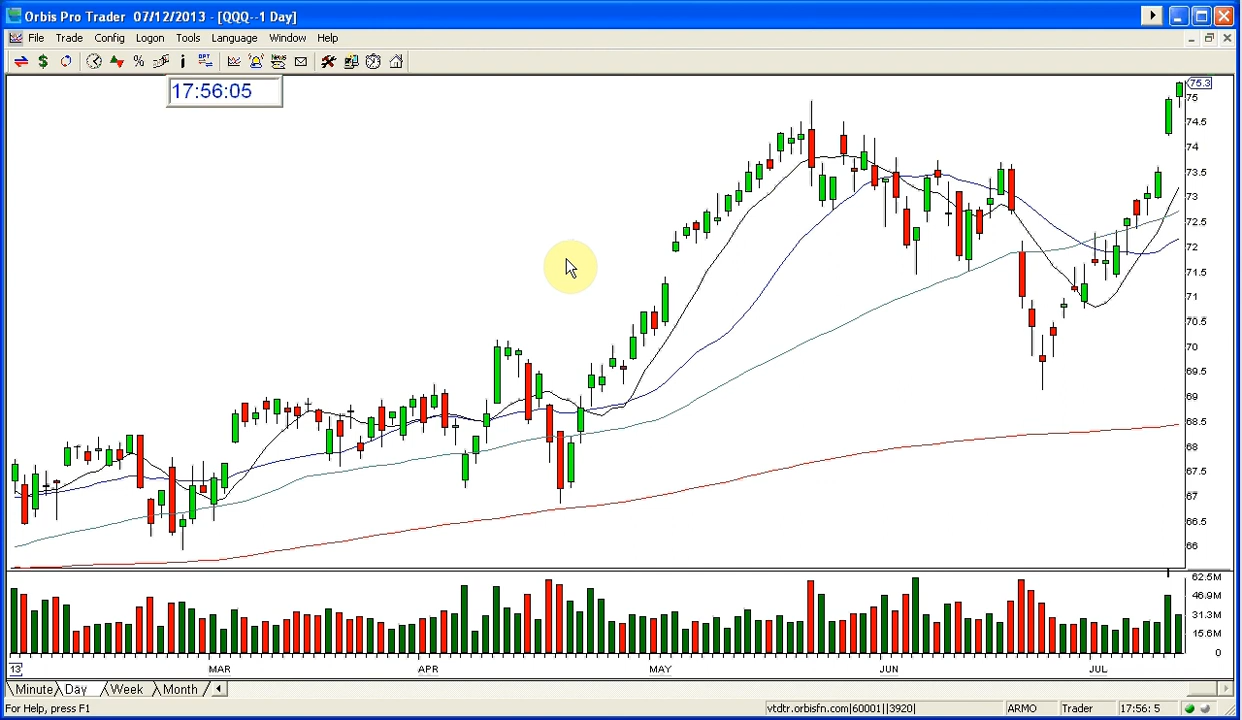 Orbis Pro Trader 07/12/2013 - [QQQ--1 Day]
File Trade Config Logon Tools Language Window Help
17:56:05
75.3
75
74.5
74
73.5
73
72.5
72
71.5
71
70.5
70
69.5
69
68.5
68
67.5
67
66.5
66
62.5M
46.9M
31.3M
15.6M
0
13 MAR APR MAY JUN JUL
Minute Day Week Month
For Help, press F1 vtdtr.orbisfn.com|60001||3920| ARMO Trader 17:56: 5